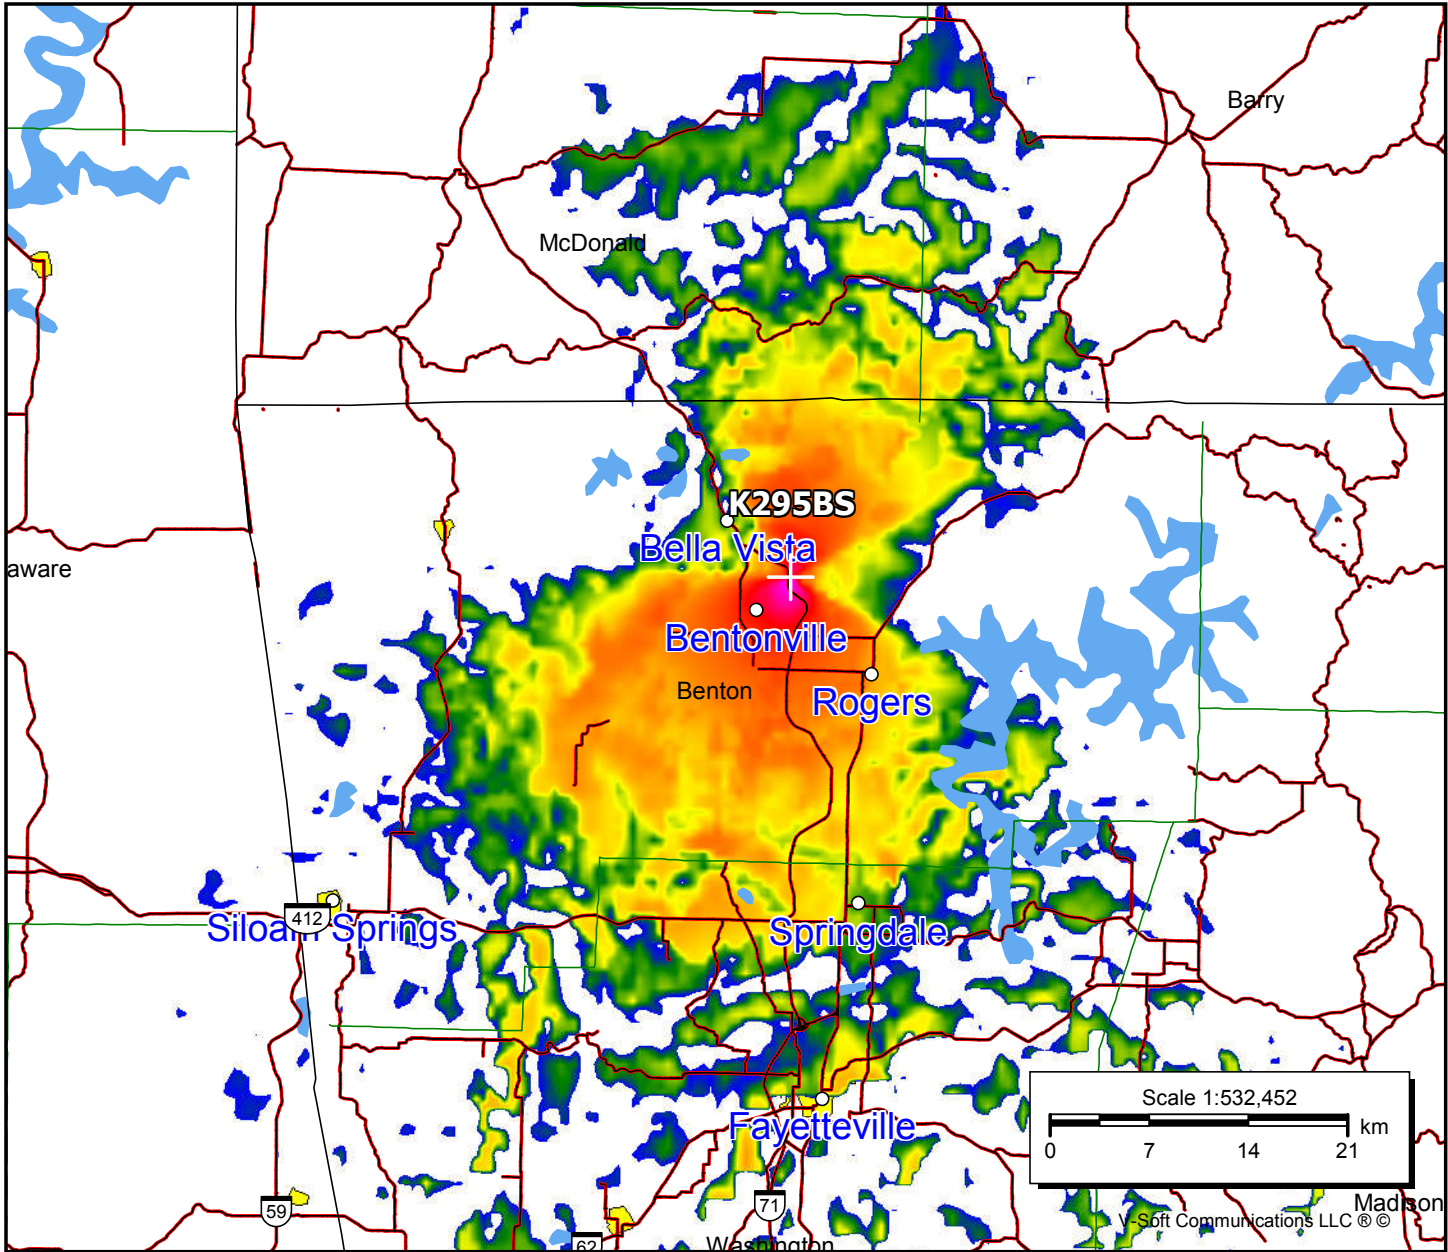 Barry
McDonald
K295BS
Bella Vista
aware
Bentonville
Benton
Rogers
412
Siloam Springs
Springdale
Scale 1:532,452
km
0 7 14 21
Fayetteville
59
71
Madison
V-Soft Communications LLC ® ©
62
Washington